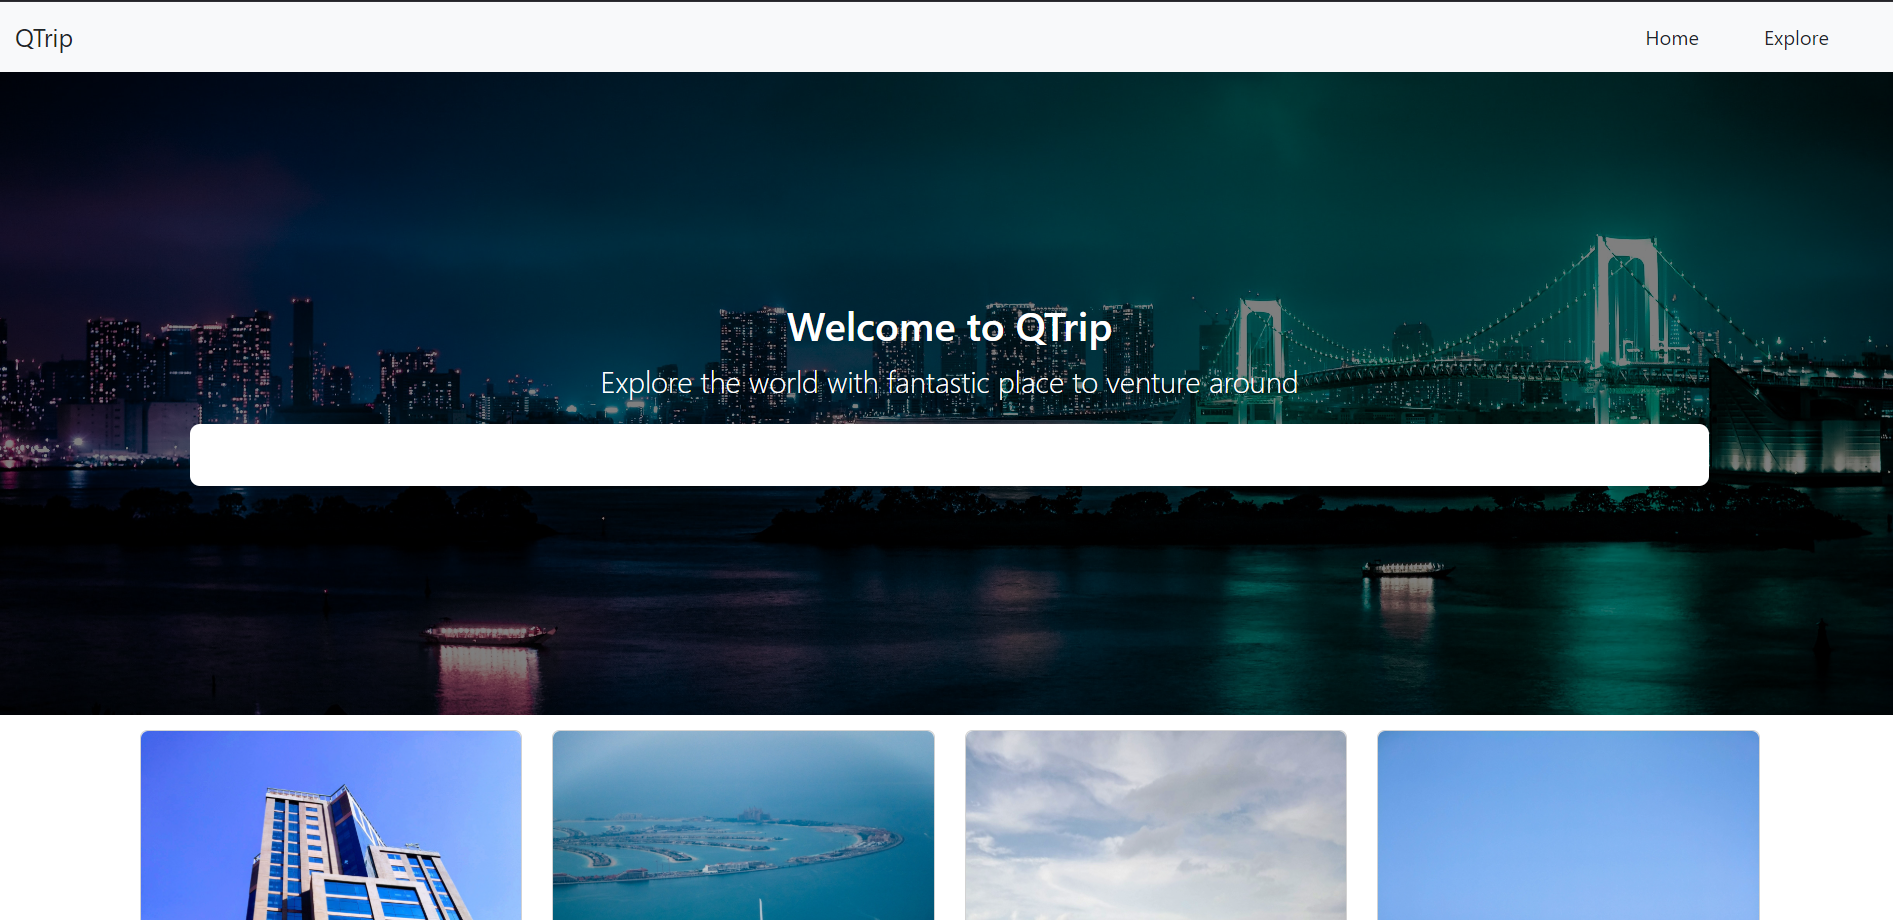 QTrip
Home
Explore
Welcome to QTrip
Explore the world with fantastic place to venture around